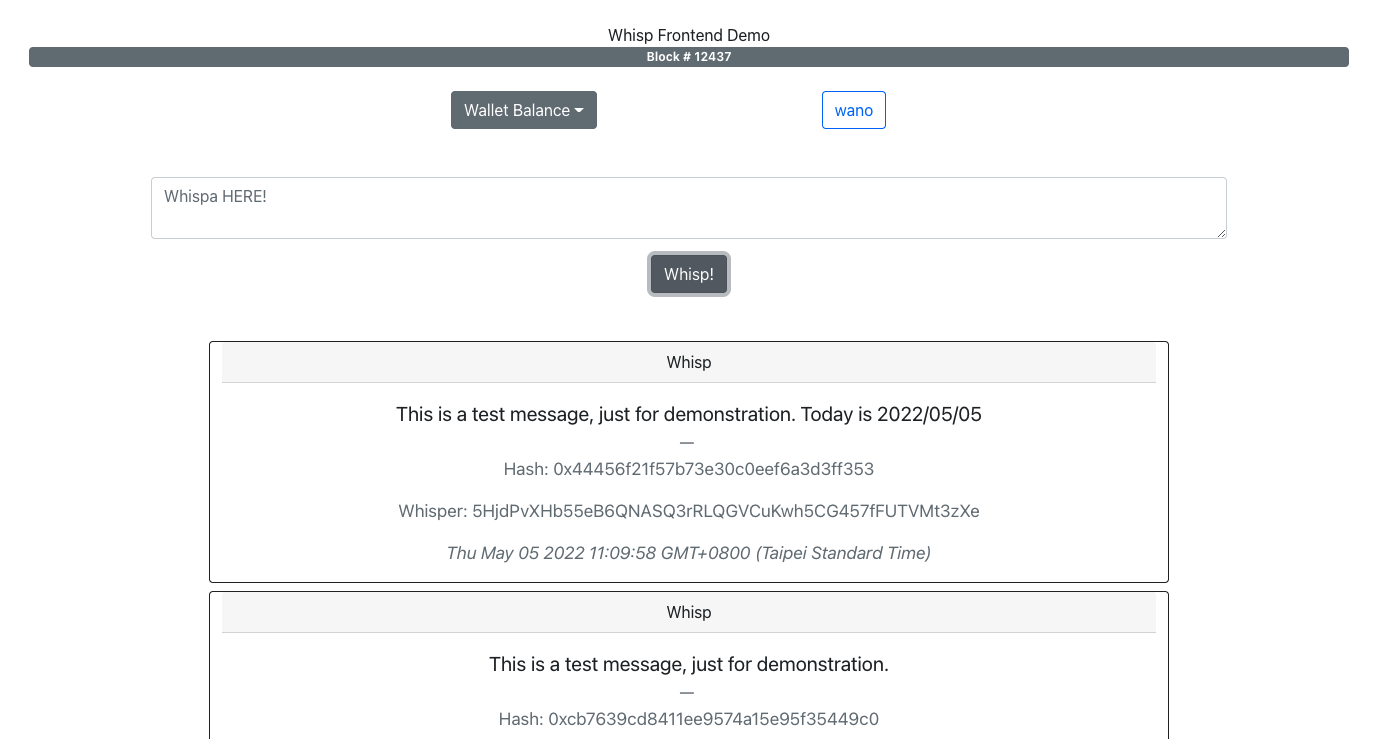 Whisp Frontend Demo
Block # 12437
Wallet Balance
wano
Whispa HERE!
Whisp!
Whisp
This is a test message, just for demonstration. Today is 2022/05/05
—
Hash: 0x44456f21f57b73e30c0eef6a3d3ff353
Whisper: 5HjdPvXHb55eB6QNASQ3rRLQGVCuKwh5CG457fFUTVMt3zXe
Thu May 05 2022 11:09:58 GMT+0800 (Taipei Standard Time)
Whisp
This is a test message, just for demonstration.
—
Hash: 0xcb7639cd8411ee9574a15e95f35449c0